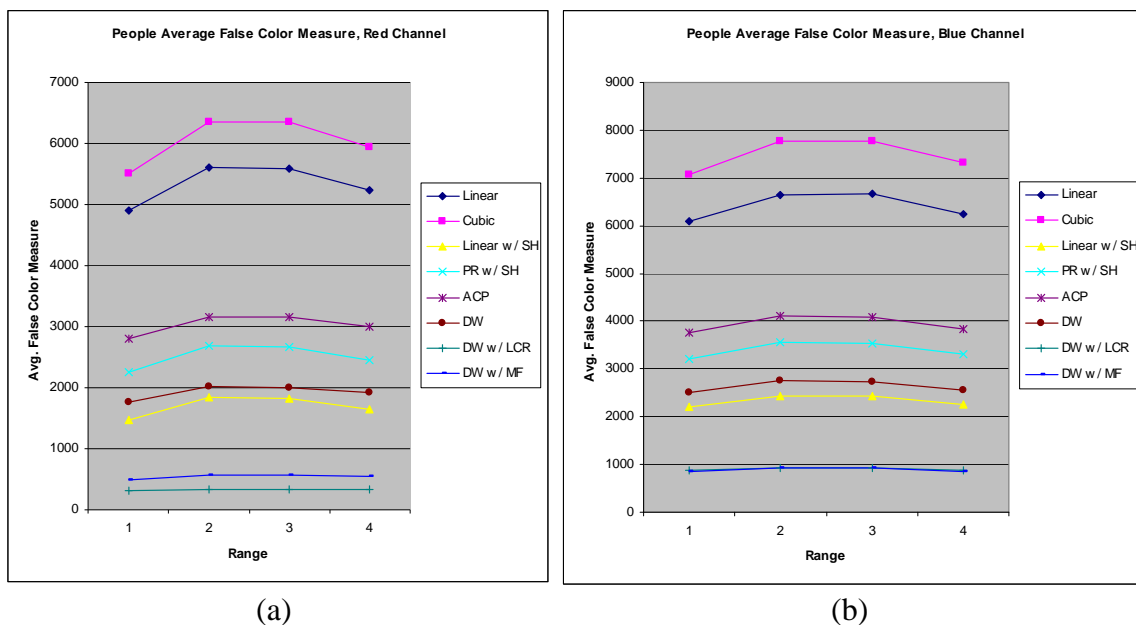 People Average False Color Measure, Red Channel
7000
6000
5000
4000
3000
2000
1000
0
Avg. False Color Measure
1 2 3 4
Range
Linear
Cubic
Linear w/ SH
PR w/ SH
ACP
DW
DW w/ LCR
DW w/ MF
(a)
People Average False Color Measure, Blue Channel
9000
8000
7000
6000
5000
4000
3000
2000
1000
0
Avg. False Color Measure
1 2 3 4
Range
Linear
Cubic
Linear w/ SH
PR w/ SH
ACP
DW
DW w/ LCR
DW w/ MF
(b)